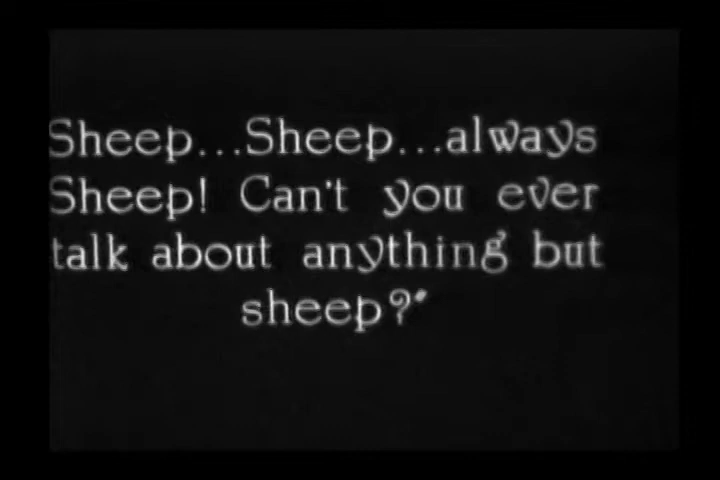 Sheep...Sheep...always
Sheep! Can't you ever
talk about anything but
sheep?"